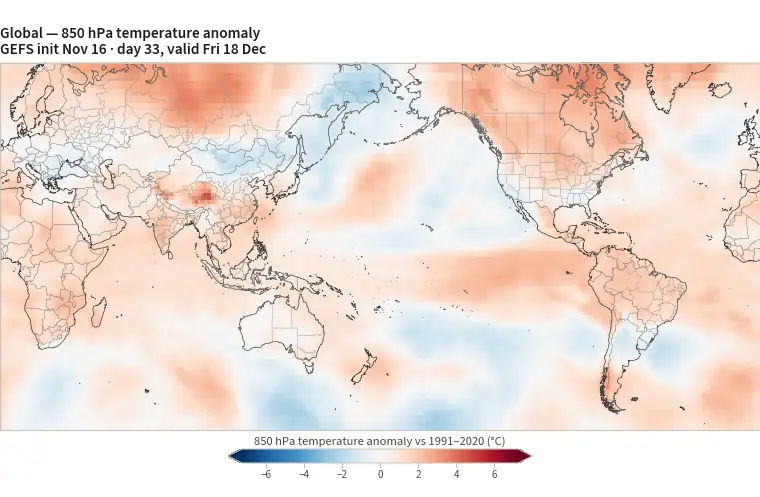 Global — 850 hPa temperature anomaly
GEFS init Nov 16 · day 33, valid Fri 18 Dec
850 hPa temperature anomaly vs 1991–2020 (°C)
−6 −4 −2 0 2 4 6